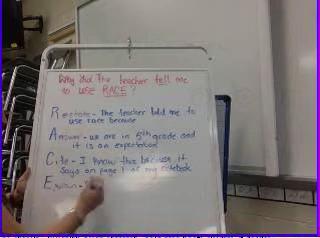 Why did the teacher tell me
to use RACE?
Restate - the teacher told me to
use race because
Answer - we are in 5th grade and
it is an expectation
Cite - I know this because it
says on page 1 of my notebook
Explain -